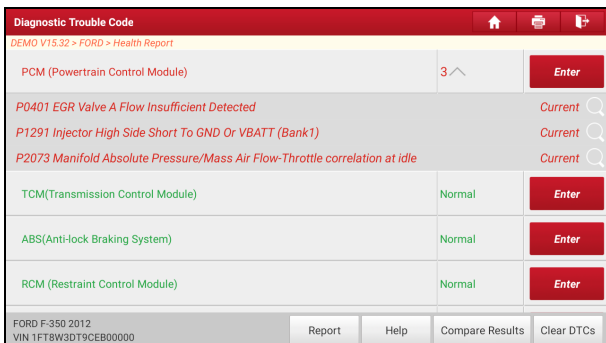 Diagnostic Trouble Code
DEMO V15.32 > FORD > Health Report
PCM (Powertrain Control Module) 3 Enter
P0401 EGR Valve A Flow Insufficient Detected Current
P1291 Injector High Side Short To GND Or VBATT (Bank1) Current
P2073 Manifold Absolute Pressure/Mass Air Flow-Throttle correlation at idle Current
TCM(Transmission Control Module) Normal Enter
ABS(Anti-lock Braking System) Normal Enter
RCM (Restraint Control Module) Normal Enter
FORD F-350 2012
VIN 1FT8W3DT9CEB00000
Report Help Compare Results Clear DTCs